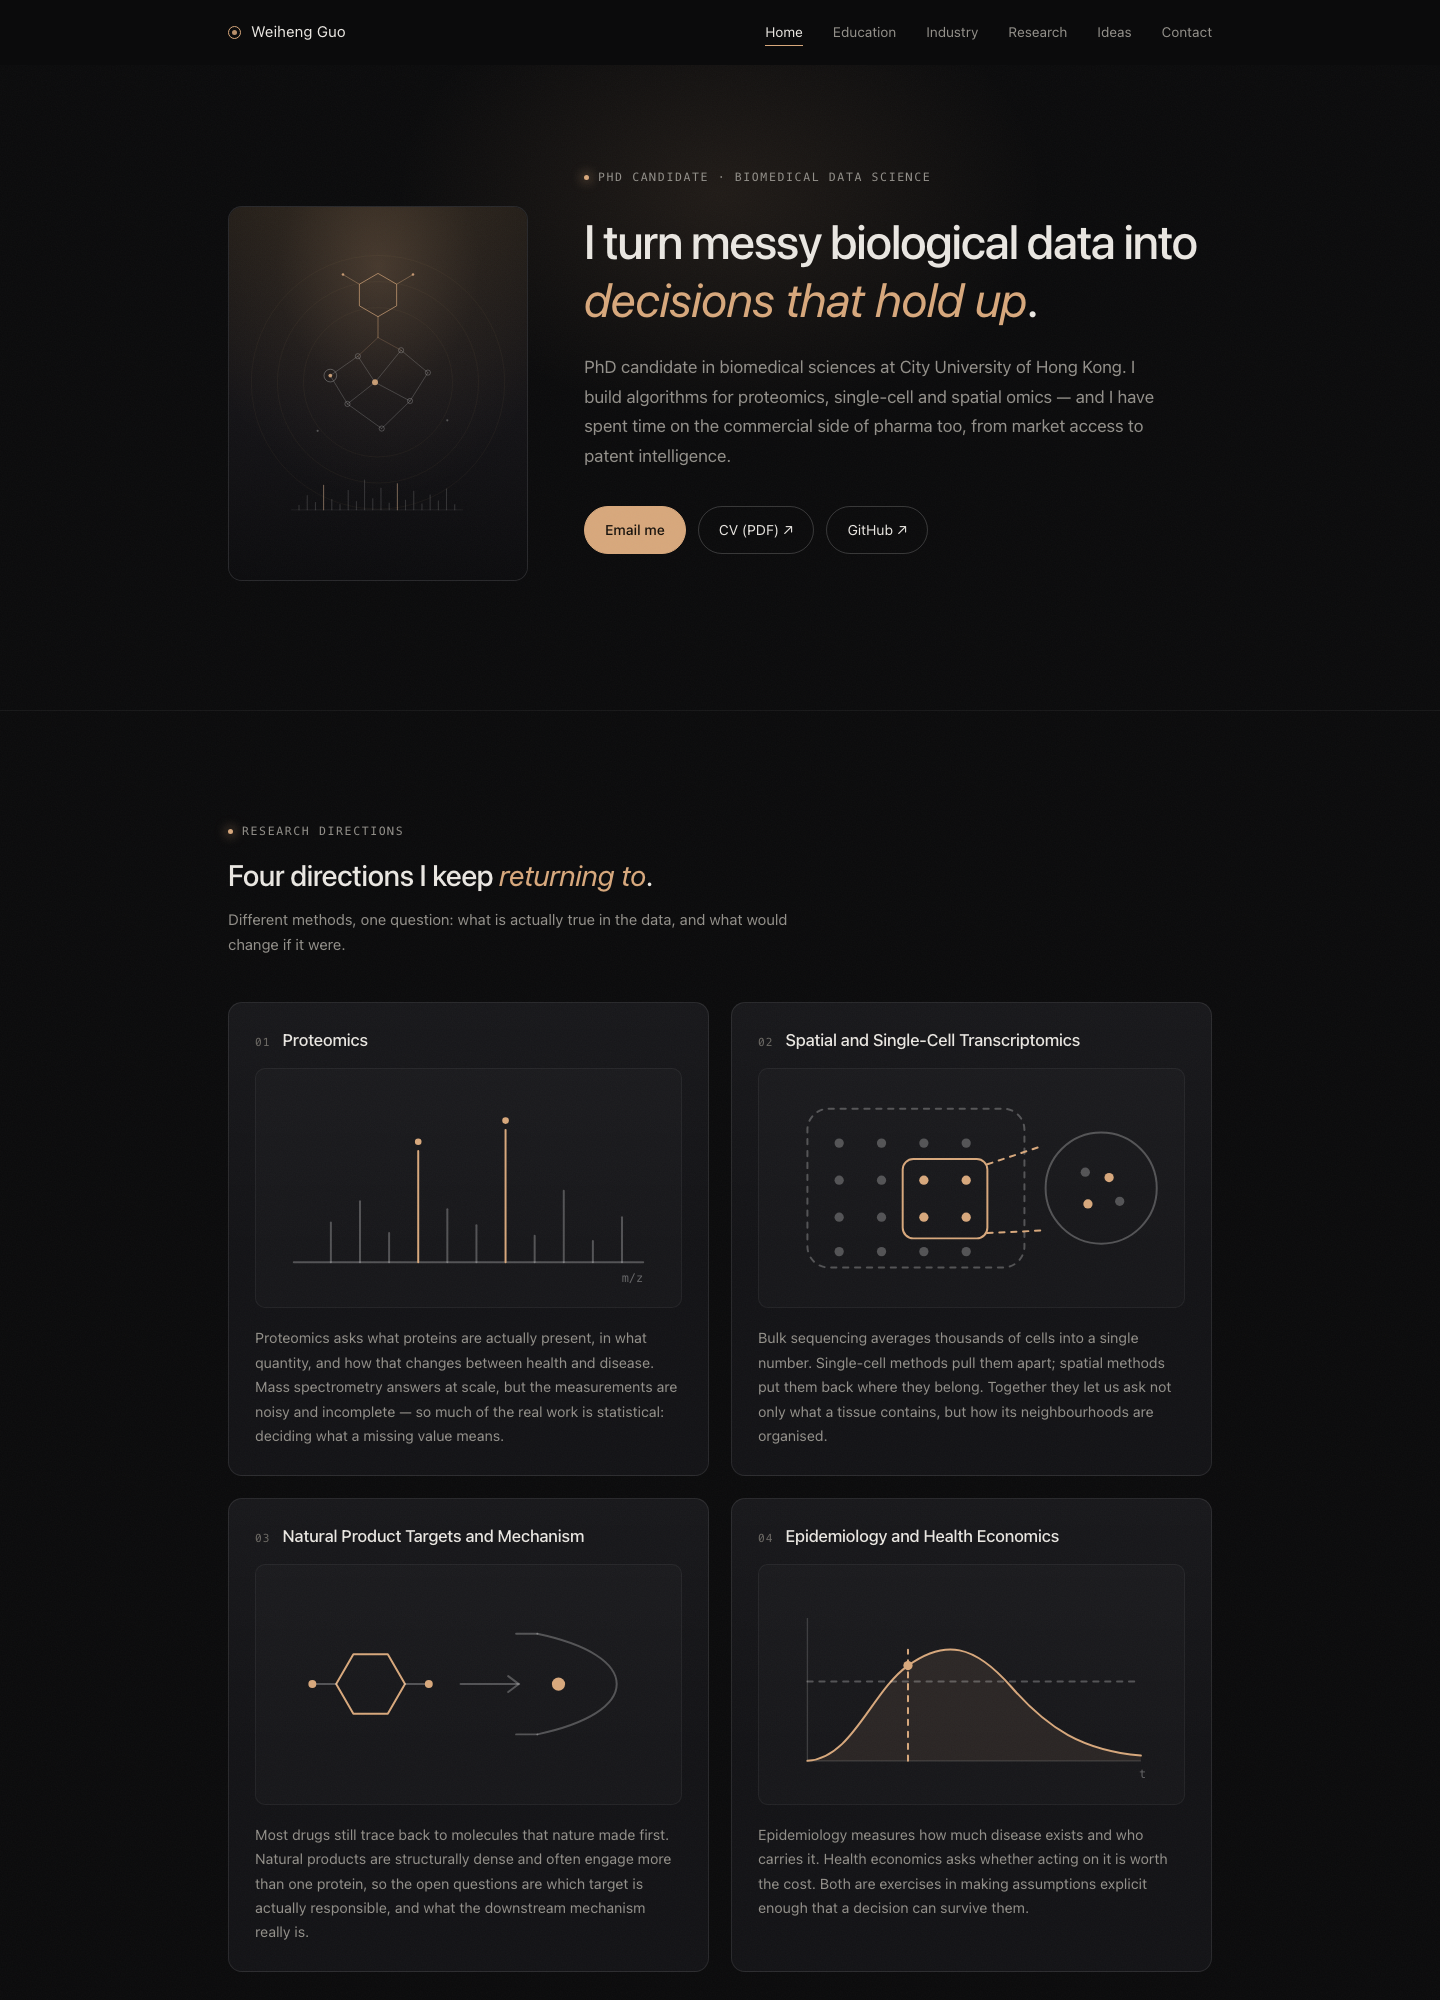 Weiheng Guo
Home Education Industry Research Ideas Contact
PHD CANDIDATE · BIOMEDICAL DATA SCIENCE
I turn messy biological data into
decisions that hold up.
PhD candidate in biomedical sciences at City University of Hong Kong. I
build algorithms for proteomics, single-cell and spatial omics — and I have
spent time on the commercial side of pharma too, from market access to
patent intelligence.
Email me
CV (PDF) ↗
GitHub ↗
RESEARCH DIRECTIONS
Four directions I keep returning to.
Different methods, one question: what is actually true in the data, and what would
change if it were.
01 Proteomics
m/z
Proteomics asks what proteins are actually present, in what
quantity, and how that changes between health and disease.
Mass spectrometry answers at scale, but the measurements are
noisy and incomplete — so much of the real work is statistical:
deciding what a missing value means.
02 Spatial and Single-Cell Transcriptomics
Bulk sequencing averages thousands of cells into a single
number. Single-cell methods pull them apart; spatial methods
put them back where they belong. Together they let us ask not
only what a tissue contains, but how its neighbourhoods are
organised.
03 Natural Product Targets and Mechanism
Most drugs still trace back to molecules that nature made first.
Natural products are structurally dense and often engage more
than one protein, so the open questions are which target is
actually responsible, and what the downstream mechanism
really is.
04 Epidemiology and Health Economics
t
Epidemiology measures how much disease exists and who
carries it. Health economics asks whether acting on it is worth
the cost. Both are exercises in making assumptions explicit
enough that a decision can survive them.